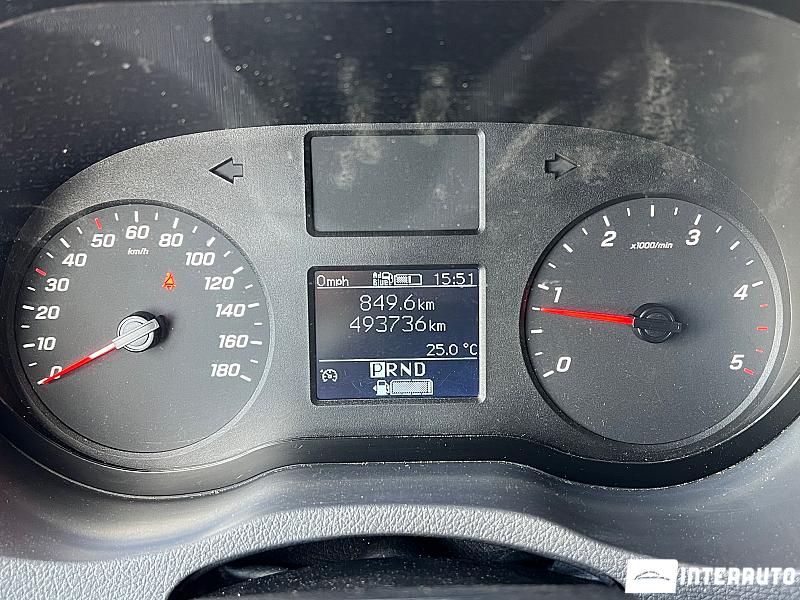 0 10 20 30 40 50 60 80 100 120 140 160 180
km/h
0mph AdBlue 15:51
849.6km
493736km
25.0 °C
PRND
0 1 2 3 4 5
x1000/min
INTERAUTO